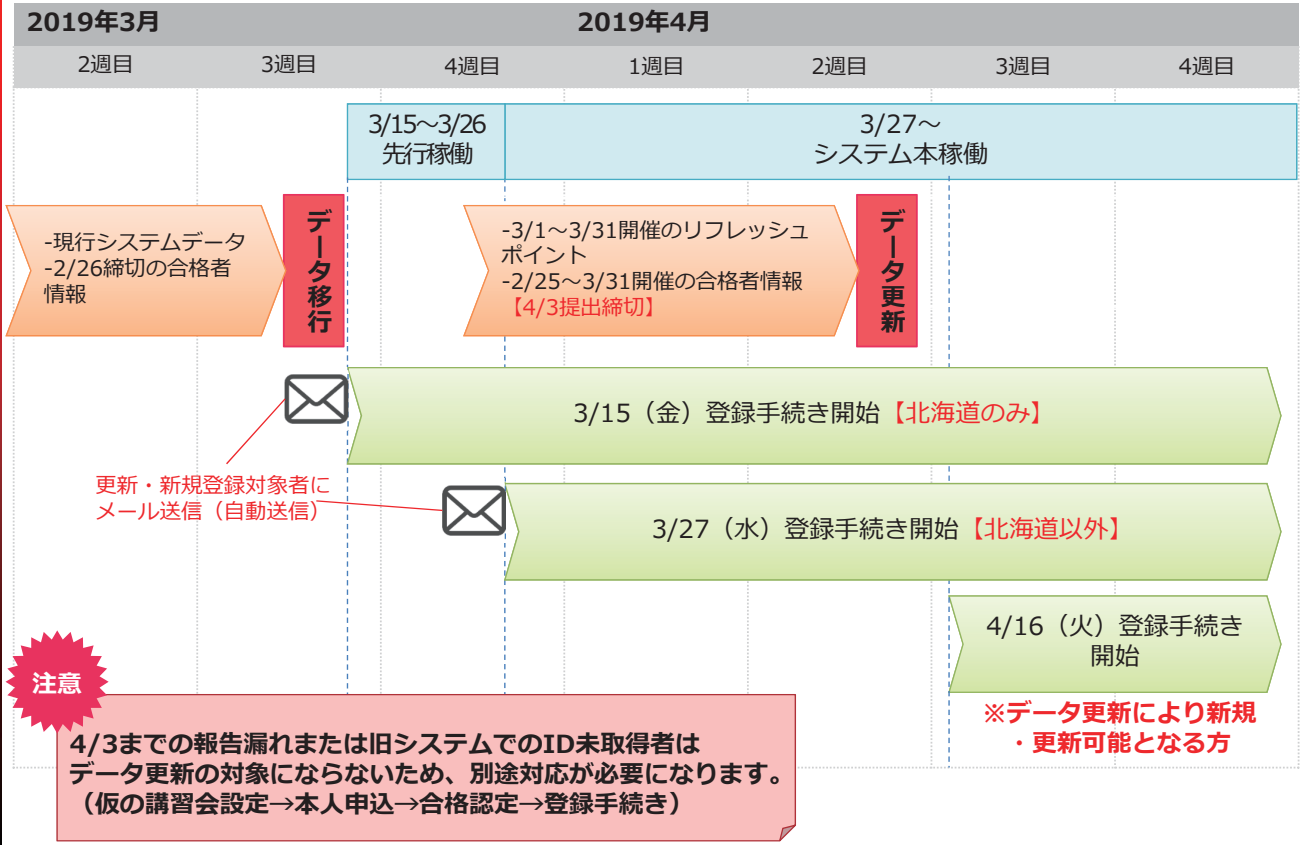 2019年3月
2019年4月
2週目
3週目
4週目
1週目
2週目
3週目
4週目
3/15～3/26
先行稼働
3/27～
システム本稼働
-現行システムデータ
-2/26締切の合格者
情報
データ移行
-3/1～3/31開催のリフレッシュ
ポイント
-2/25～3/31開催の合格者情報
【4/3提出締切】
データ更新
3/15（金）登録手続き開始【北海道のみ】
更新・新規登録対象者に
メール送信（自動送信）
3/27（水）登録手続き開始【北海道以外】
4/16（火）登録手続き
開始
※データ更新により新規
・更新可能となる方
注意
4/3までの報告漏れまたは旧システムでのID未取得者は
データ更新の対象にならないため、別途対応が必要になります。
（仮の講習会設定→本人申込→合格認定→登録手続き）